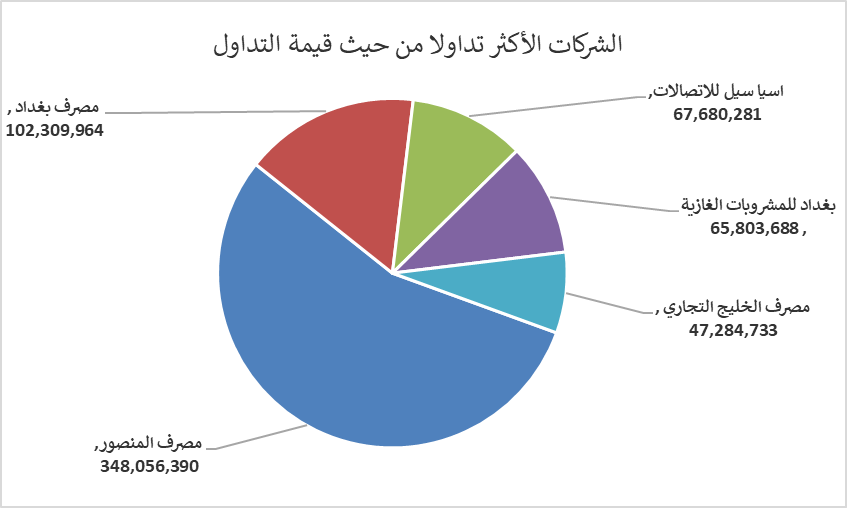 الشركات الأكثر تداولا من حيث قيمة التداول
اسيا سيل للاتصالات,
67,680,281
مصرف بغداد ,
102,309,964
بغداد للمشروبات الغازية
65,803,688 ,
مصرف الخليج التجاري ,
47,284,733
مصرف المنصور,
348,056,390